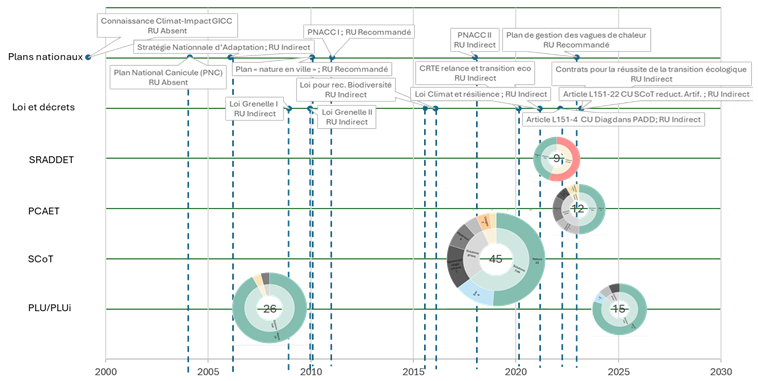 Connaissance Climat-Impact GICC
RU Absent
PNACC I ; RU Recommandé
PNACC II
RU Indirect
Plan de gestion des vagues de chaleur
RU Recommandé
Stratégie Nationale d'Adaptation; RU Indirect
Plans nationaux
Plan National Canicule (PNC)
RU Absent
Plan « nature en ville » ; RU Recommandé
CRTE relance et transition eco
RU Indirect
Contrats pour la réussite de la transition écologique
RU Indirect
Loi pour rec. Biodiversité
RU Indirect
Loi Climat et résilience ; RU Indirect
Article L151-22 CU SCoT reduct. Artif. ; RU Indirect
Loi et décrets
Loi Grenelle I
RU Indirect
Loi Grenelle II
RU Indirect
Article L151-4 CU Diag dans PADD; RU Indirect
SRADDET
9
PCAET
12
SCoT
45
PLU/PLUi
26
15
2000
2005
2010
2015
2020
2025
2030